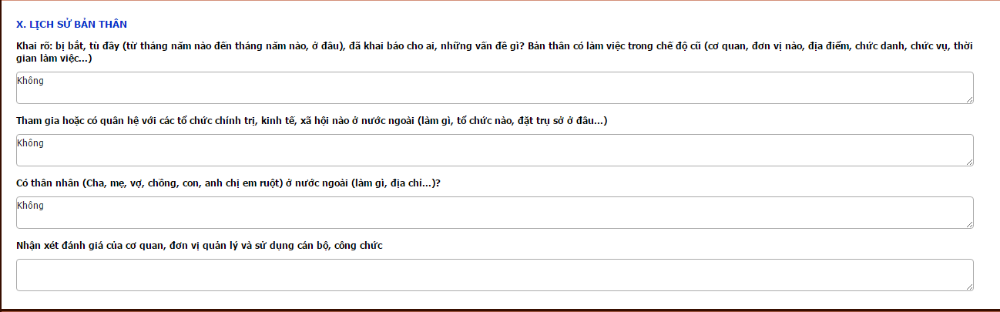 X. LỊCH SỬ BẢN THÂN
Khai rõ: bị bắt, tù đầy (từ tháng năm nào đến tháng năm nào, ở đâu), đã khai báo cho ai, những vấn đề gì? Bản thân có làm việc trong chế độ cũ (cơ quan, đơn vị nào, địa điểm, chức danh, chức vụ, thời
gian làm việc...)
Không
Tham gia hoặc có quân hệ với các tổ chức chính trị, kinh tế, xã hội nào ở nước ngoài (làm gì, tổ chức nào, đặt trụ sở ở đâu...)
Không
Có thân nhân (Cha, mẹ, vợ, chồng, con, anh chị em ruột) ở nước ngoài (làm gì, địa chỉ...)?
Không
Nhận xét đánh giá của cơ quan, đơn vị quản lý và sử dụng cán bộ, công chức